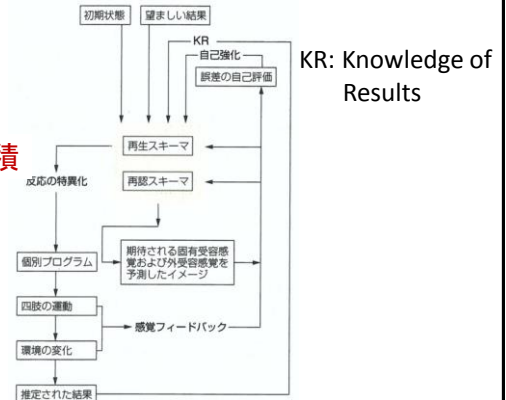 初期状態
望ましい結果
KR
自己強化
誤差の自己評価
KR: Knowledge of
Results
再生スキーマ
積
反応の特異化
再認スキーマ
個別プログラム
期待される固有受容感
覚および外受容感覚を
予測したイメージ
四肢の運動
感覚フィードバック
環境の変化
推定された結果